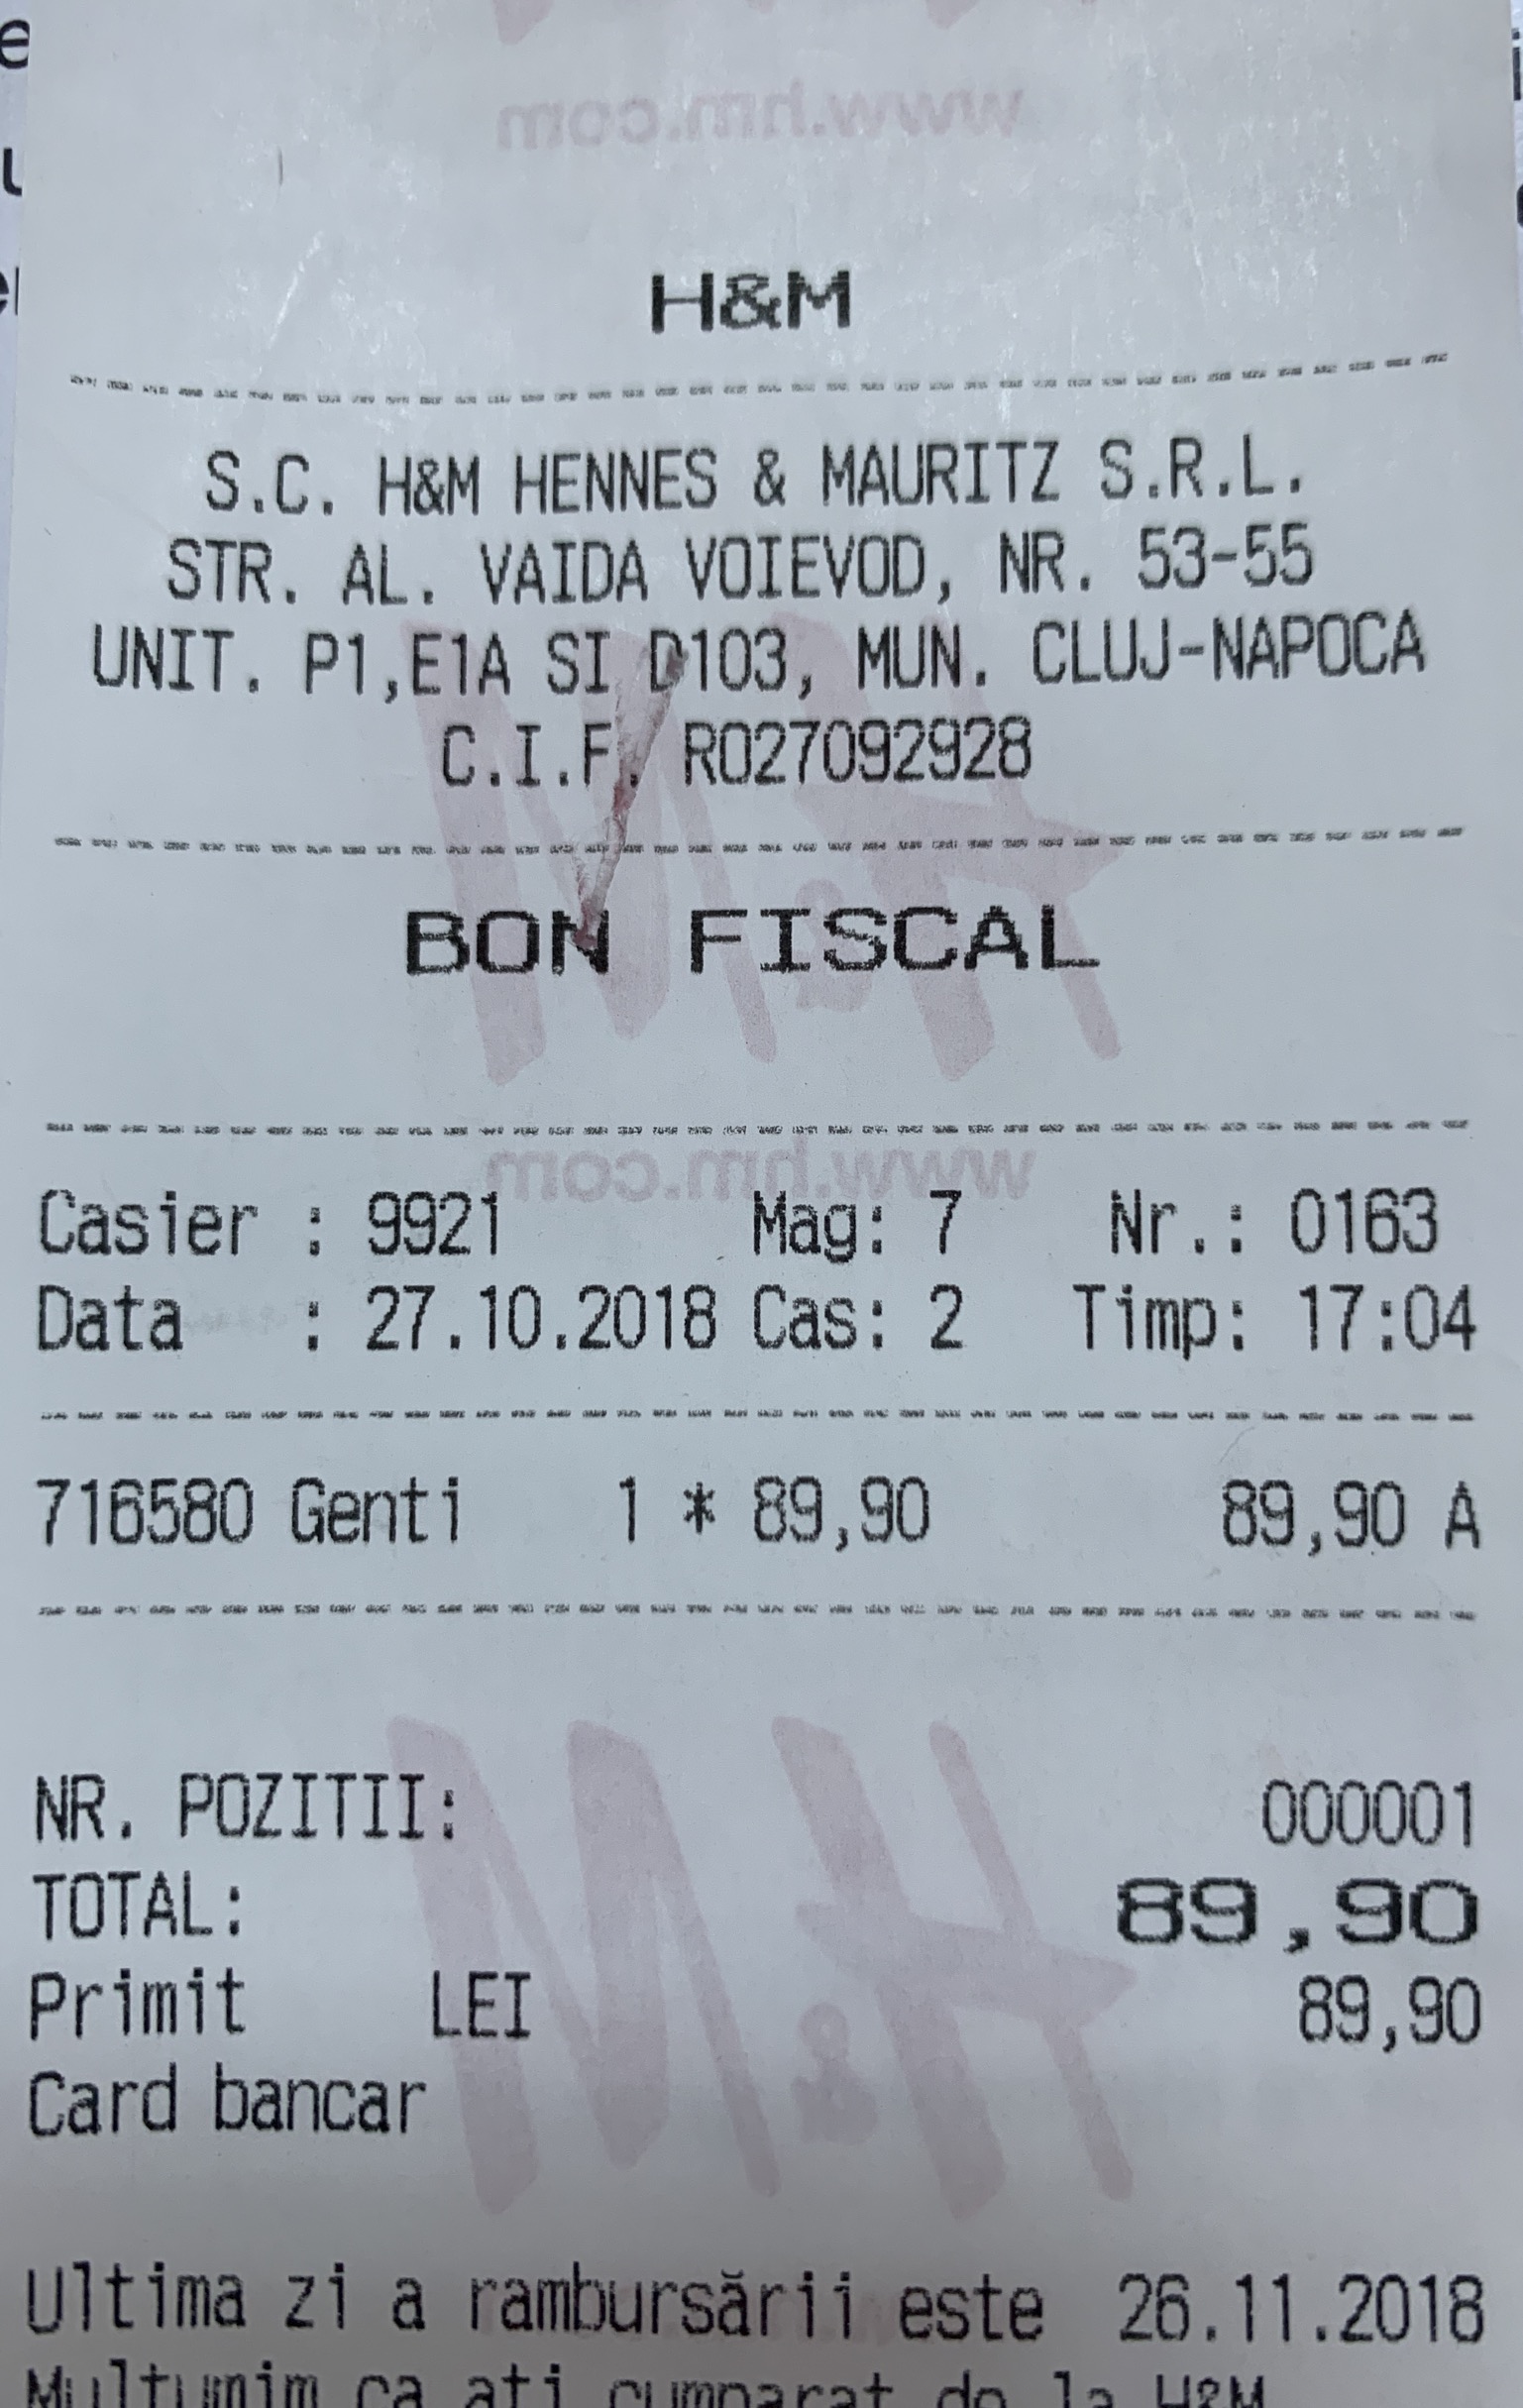 www.hm.com
H&M
S.C. H&M HENNES & MAURITZ S.R.L.
STR. AL. VAIDA VOIEVOD, NR. 53-55
UNIT. P1,E1A SI D103, MUN. CLUJ-NAPOCA
C.I.F. RO27092928
BON FISCAL
H&M
www.hm.com
Casier : 9921 Mag: 7 Nr.: 0163
Data : 27.10.2018 Cas: 2 Timp: 17:04
716580 Genti 1 * 89,90 89,90 A
H&M
NR. POZITII: 000001
TOTAL: 89,90
Primit LEI 89,90
Card bancar
Ultima zi a rambursării este 26.11.2018
Multumim ca ati cumparat de la H&M